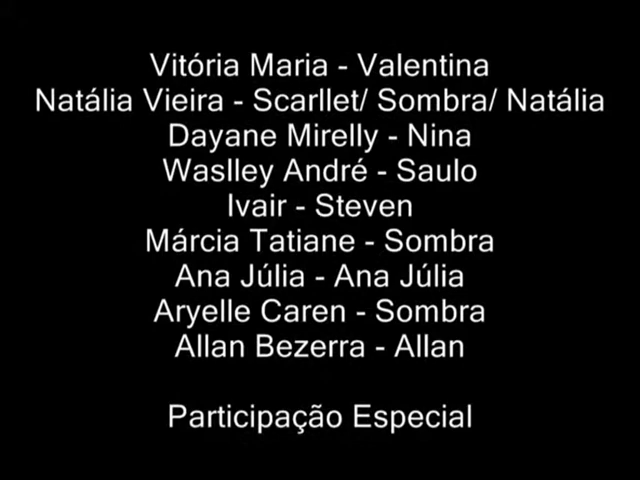 Vitória Maria - Valentina
Natália Vieira - Scarllet/ Sombra/ Natália
Dayane Mirelly - Nina
Waslley André - Saulo
Ivair - Steven
Márcia Tatiane - Sombra
Ana Júlia - Ana Júlia
Aryelle Caren - Sombra
Allan Bezerra - Allan
Participação Especial